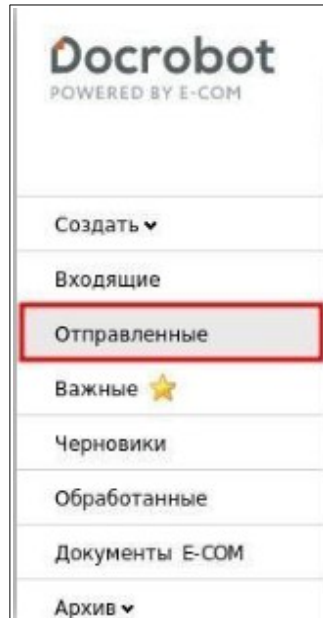 Docrobot
POWERED BY E-COM
Создать
Входящие
Отправленные
Важные
Черновики
Обработанные
Документы E-COM
Архив